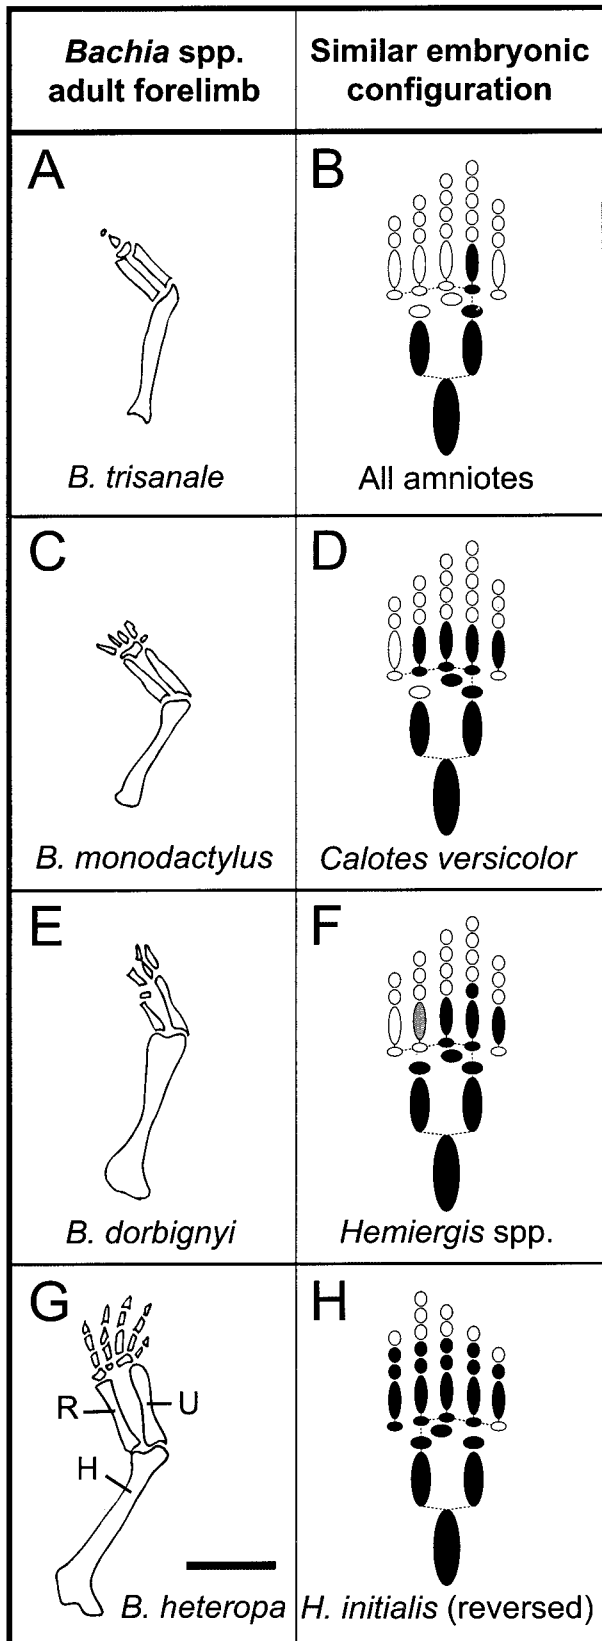 Bachia spp.
adult forelimb
Similar embryonic
configuration
A
B
B. trisanale
All amniotes
C
D
B. monodactylus
Calotes versicolor
E
F
B. dorbignyi
Hemiergis spp.
G
H
R
U
H
B. heteropa
H. initialis (reversed)